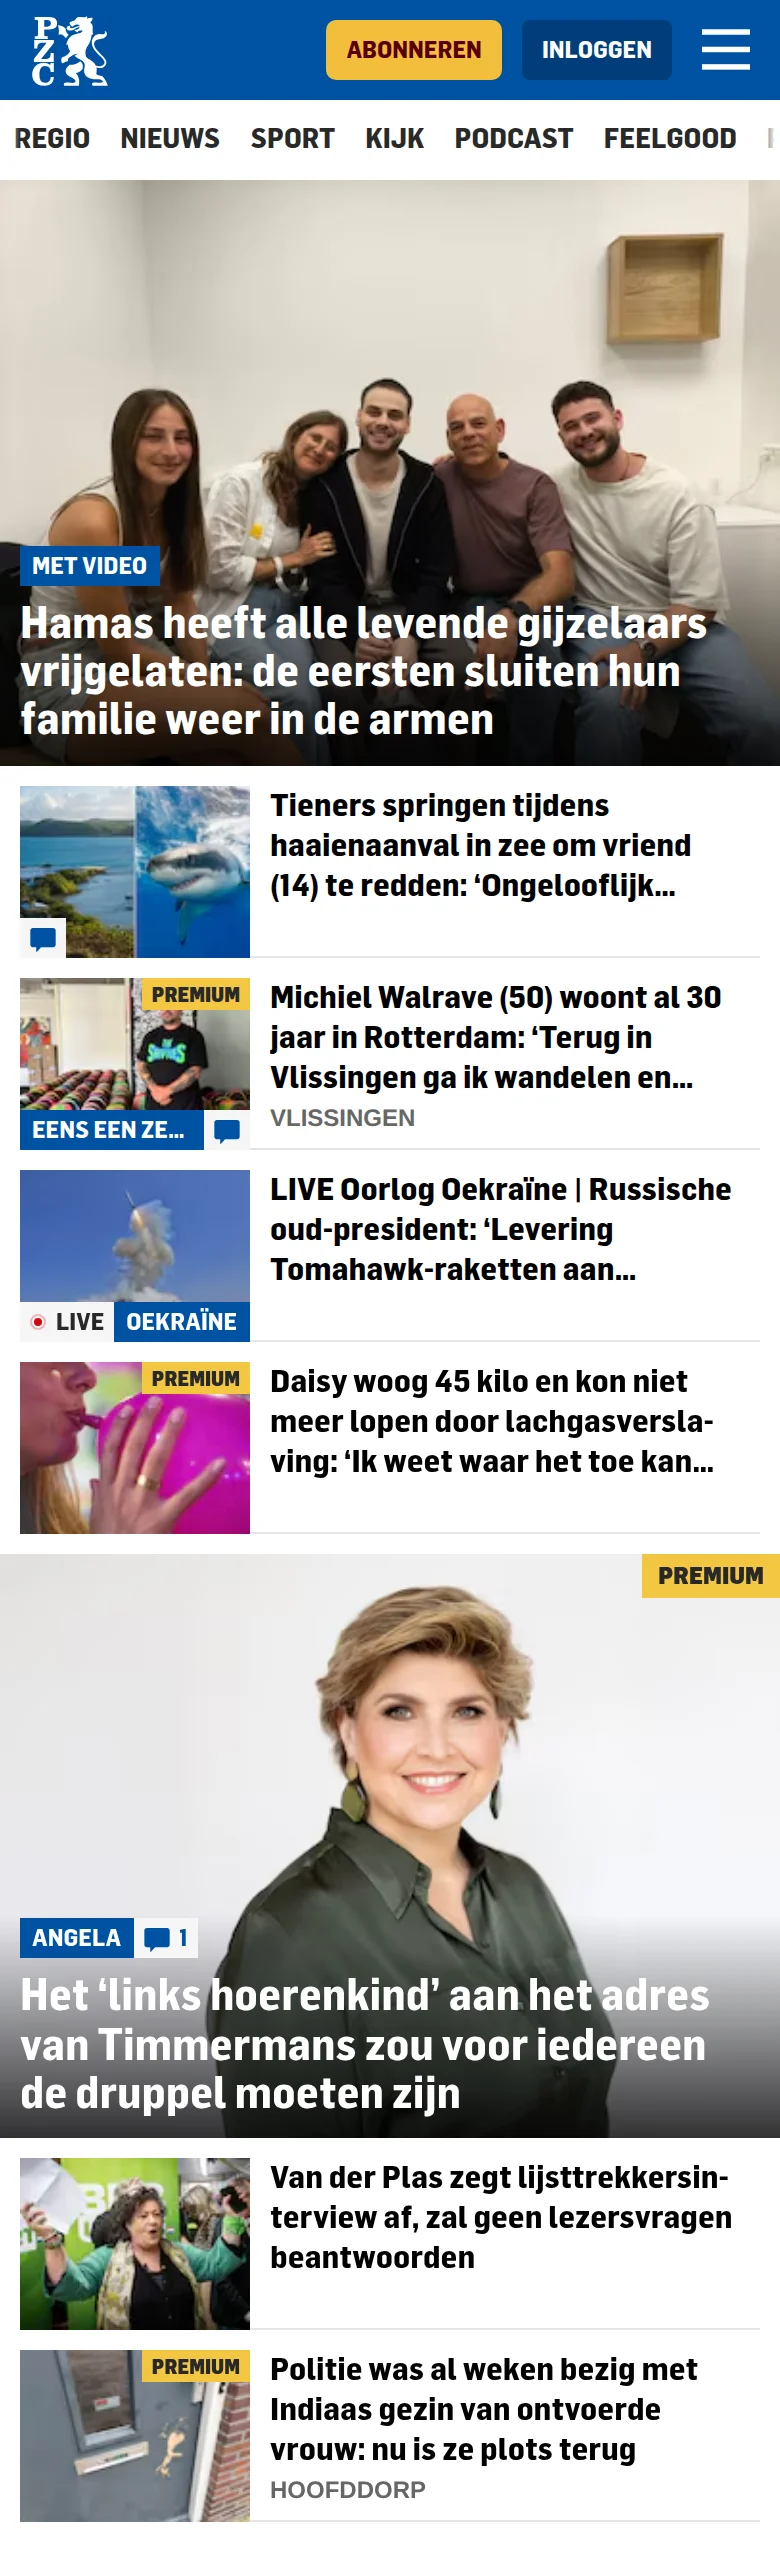 PZC
ABONNEREN
INLOGGEN
REGIO NIEUWS SPORT KIJK PODCAST FEELGOOD
MET VIDEO
Hamas heeft alle levende gijzelaars
vrijgelaten: de eersten sluiten hun
familie weer in de armen
Tieners springen tijdens
haaienaanval in zee om vriend
(14) te redden: ‘Ongelooflijk...
PREMIUM
EENS EEN ZE...
Michiel Walrave (50) woont al 30
jaar in Rotterdam: ‘Terug in
Vlissingen ga ik wandelen en...
VLISSINGEN
LIVE
OEKRAÏNE
LIVE Oorlog Oekraïne | Russische
oud-president: ‘Levering
Tomahawk-raketten aan...
PREMIUM
Daisy woog 45 kilo en kon niet
meer lopen door lachgasversla-
ving: ‘Ik weet waar het toe kan...
PREMIUM
ANGELA
1
Het ‘links hoerenkind’ aan het adres
van Timmermans zou voor iedereen
de druppel moeten zijn
Van der Plas zegt lijsttrekkersin-
terview af, zal geen lezersvragen
beantwoorden
PREMIUM
Politie was al weken bezig met
Indiaas gezin van ontvoerde
vrouw: nu is ze plots terug
HOOFDDORP